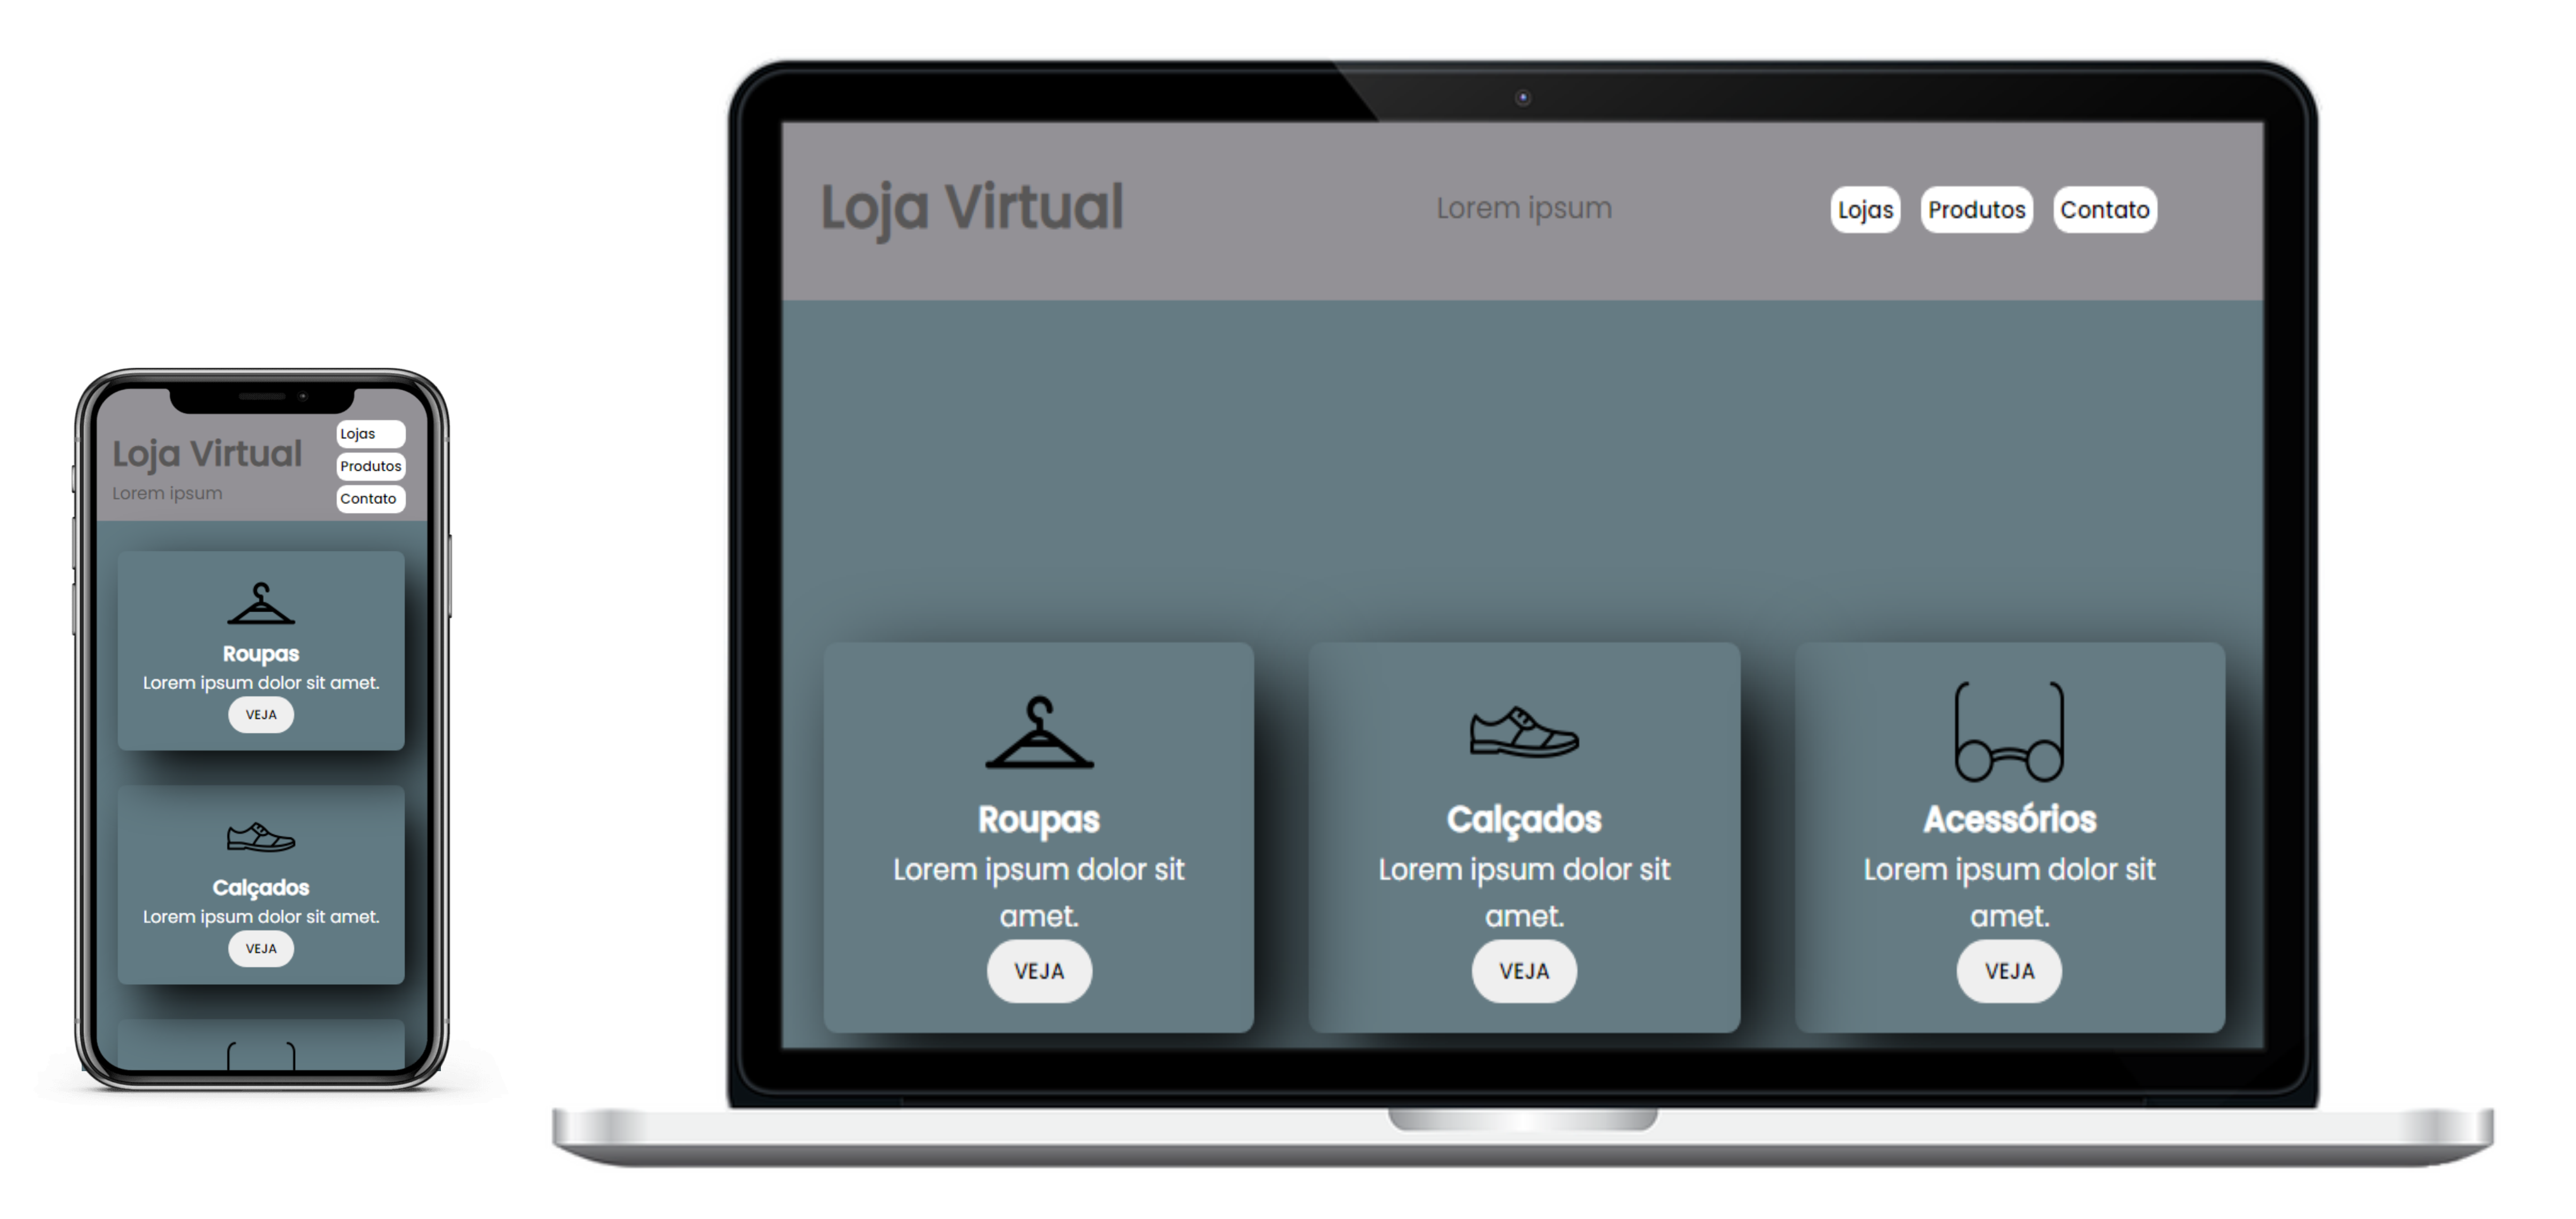 Loja Virtual
Lorem ipsum
Lojas
Produtos
Contato
Roupas
Lorem ipsum dolor sit amet.
VEJA
Calçados
Lorem ipsum dolor sit amet.
VEJA
Loja Virtual
Lorem ipsum
Lojas Produtos Contato
Roupas
Lorem ipsum dolor sit
amet.
VEJA
Calçados
Lorem ipsum dolor sit
amet.
VEJA
Acessórios
Lorem ipsum dolor sit
amet.
VEJA